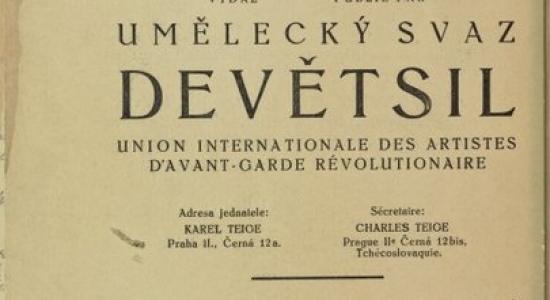 UMĚLECKÝ SVAZ
DEVĚTSIL
UNION INTERNATIONALE DES ARTISTES
D'AVANT-GARDE RÉVOLUTIONAIRE
Adresa jednatele:
KAREL TEIGE
Praha II., Černá 12a.
Sécretaire:
CHARLES TEIGE
Prague IIe Černá 12bis,
Tchécoslovaquie.